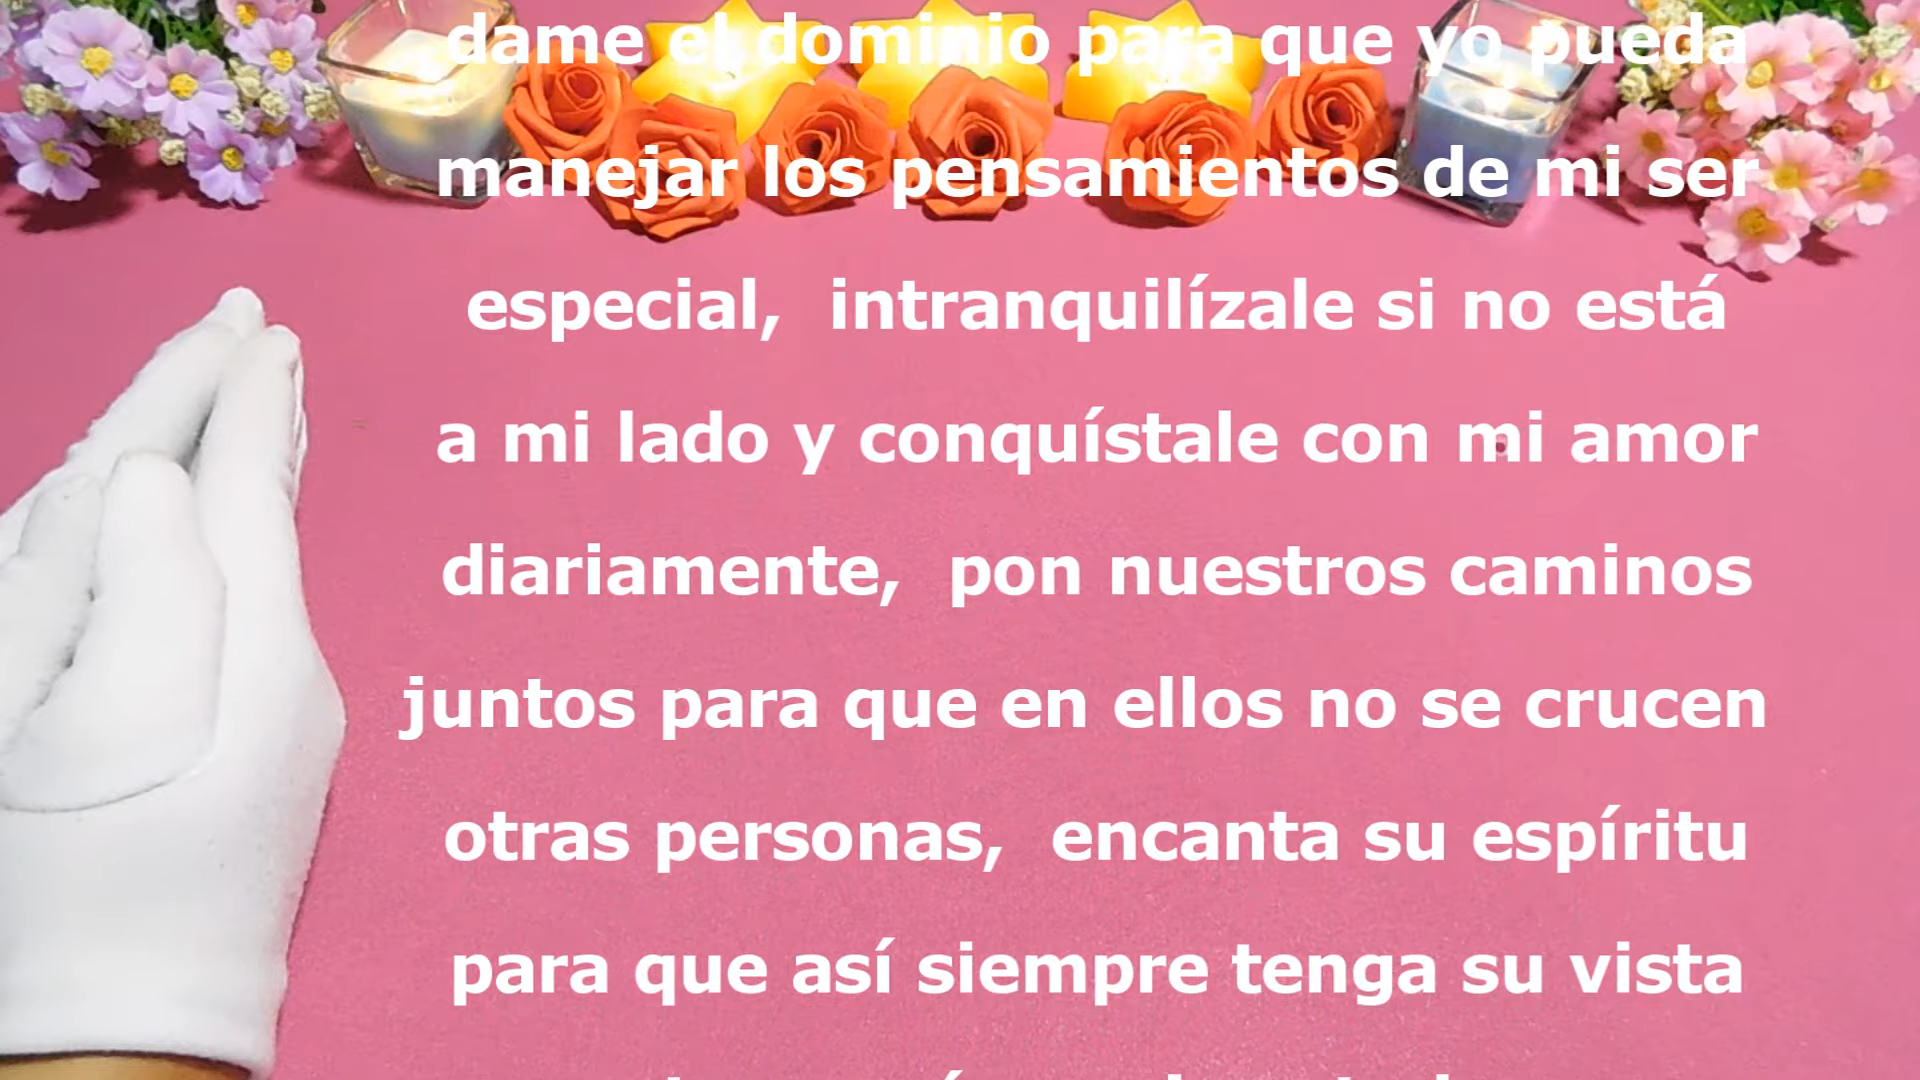 dame el dominio para que yo pueda
manejar los pensamientos de mi ser
especial, intranquilízale si no está
a mi lado y conquístale con mi amor
diariamente, pon nuestros caminos
juntos para que en ellos no se crucen
otras personas, encanta su espíritu
para que así siempre tenga su vista